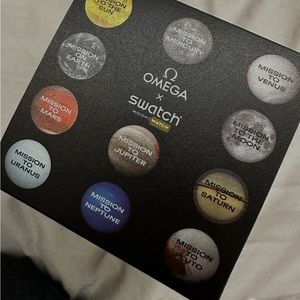 MISSION
TO THE
SUN
MISSION
TO
MERCURY
MISSION
TO
VENUS
MISSION
ON
EARTH
Ω
OMEGA
×
swatch
MOONSWATCH
MISSION
TO
THE
MOON
MISSION
TO
MARS
MISSION
TO
JUPITER
MISSION
TO
SATURN
MISSION
TO
URANUS
MISSION
TO
NEPTUNE
MISSION
TO
PLUTO